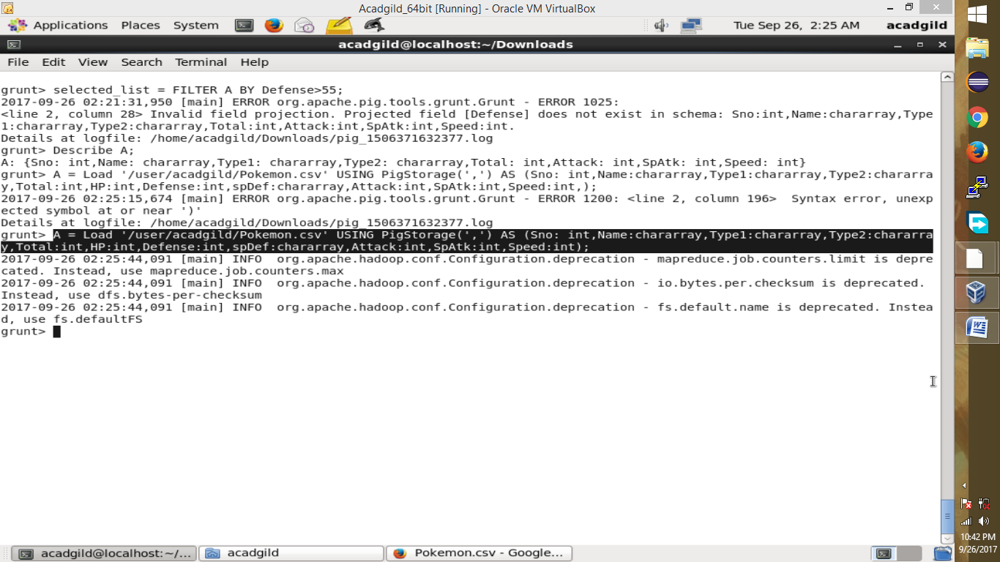 Acadgild_64bit [Running] - Oracle VM VirtualBox
Applications Places System Tue Sep 26, 2:25 AM acadgild
acadgild@localhost:~/Downloads
File Edit View Search Terminal Help
grunt> selected_list = FILTER A BY Defense>55;
2017-09-26 02:21:31,950 [main] ERROR org.apache.pig.tools.grunt.Grunt - ERROR 1025:
<line 2, column 28> Invalid field projection. Projected field [Defense] does not exist in schema: Sno:int,Name:chararray,Type
1:chararray,Type2:chararray,Total:int,Attack:int,SpAtk:int,Speed:int.
Details at logfile: /home/acadgild/Downloads/pig_1506371632377.log
grunt> Describe A;
A: {Sno: int,Name: chararray,Type1: chararray,Type2: chararray,Total: int,Attack: int,SpAtk: int,Speed: int}
grunt> A = Load '/user/acadgild/Pokemon.csv' USING PigStorage(',') AS (Sno: int,Name:chararray,Type1:chararray,Type2:chararra
y,Total:int,HP:int,Defense:int,spDef:chararray,Attack:int,SpAtk:int,Speed:int,);
2017-09-26 02:25:15,674 [main] ERROR org.apache.pig.tools.grunt.Grunt - ERROR 1200: <line 2, column 196>  Syntax error, unexp
ected symbol at or near ')'
Details at logfile: /home/acadgild/Downloads/pig_1506371632377.log
grunt> A = Load '/user/acadgild/Pokemon.csv' USING PigStorage(',') AS (Sno: int,Name:chararray,Type1:chararray,Type2:chararra
y,Total:int,HP:int,Defense:int,spDef:chararray,Attack:int,SpAtk:int,Speed:int);
2017-09-26 02:25:44,091 [main] INFO  org.apache.hadoop.conf.Configuration.deprecation - mapreduce.job.counters.limit is depre
cated. Instead, use mapreduce.job.counters.max
2017-09-26 02:25:44,091 [main] INFO  org.apache.hadoop.conf.Configuration.deprecation - io.bytes.per.checksum is deprecated.
Instead, use dfs.bytes-per-checksum
2017-09-26 02:25:44,091 [main] INFO  org.apache.hadoop.conf.Configuration.deprecation - fs.default.name is deprecated. Instea
d, use fs.defaultFS
grunt>
acadgild@localhost:~/... acadgild Pokemon.csv - Google...
10:42 PM
9/26/2017